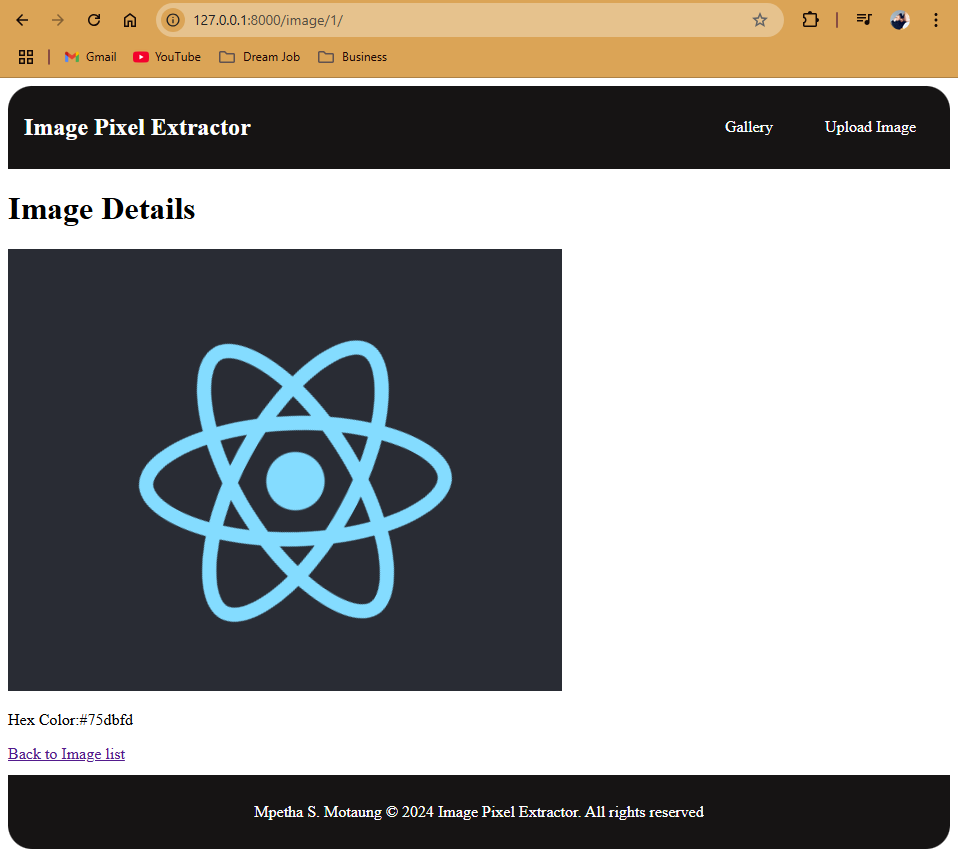 127.0.0.1:8000/image/1/
Gmail YouTube Dream Job Business
Image Pixel Extractor Gallery Upload Image
Image Details
Hex Color:#75dbfd
Back to Image list
Mpetha S. Motaung © 2024 Image Pixel Extractor. All rights reserved